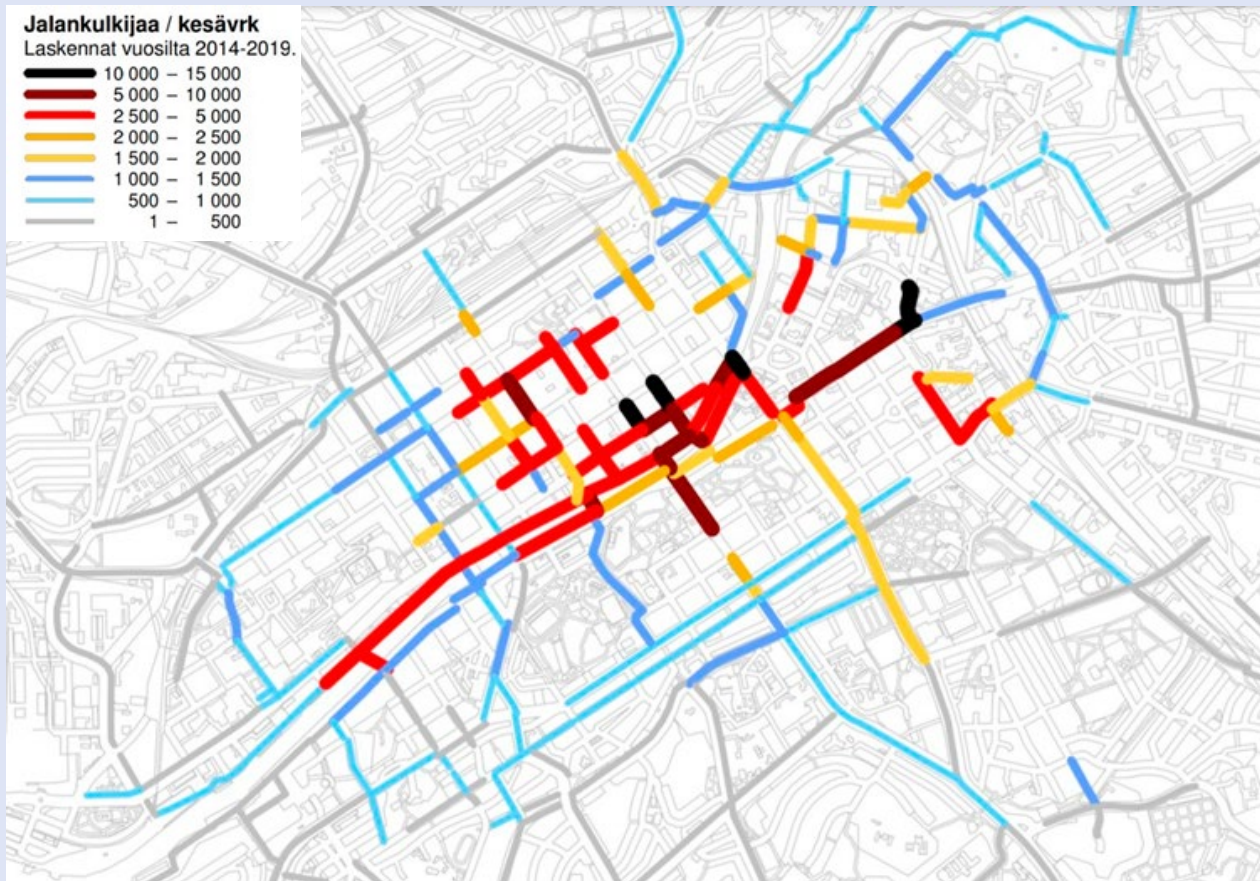 Jalankulkijaa / kesävrk
Laskennat vuosilta 2014-2019.
10 000 – 15 000
5 000 – 10 000
2 500 – 5 000
2 000 – 2 500
1 500 – 2 000
1 000 – 1 500
500 – 1 000
1 – 500